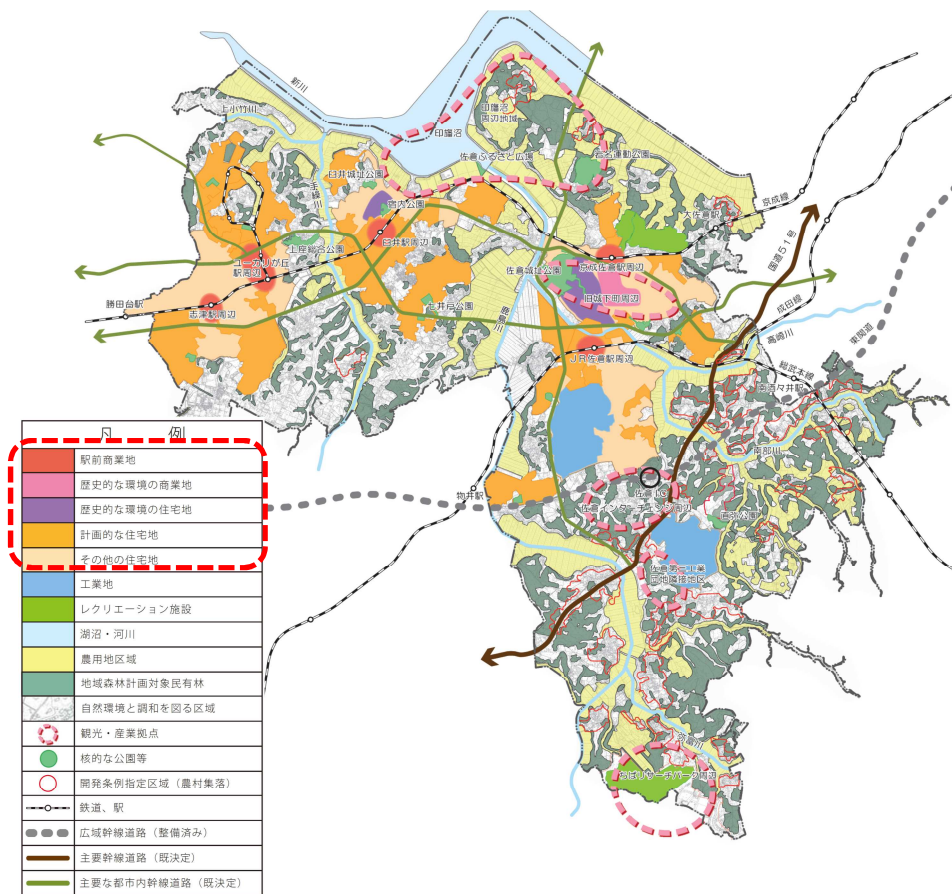 新川
上小竹川
印旛沼
印旛沼
周辺地域
佐倉ふるさと広場
岩名運動公園
臼井城址公園
手繰川
宿内公園
京成線
大佐倉駅
上座総合公園
臼井駅周辺
国道51号
ユーカリが丘
駅周辺
佐倉城址公園
京成佐倉駅周辺
旧城下町周辺
勝田台駅
志津駅周辺
七井戸公園
鹿島川
成田線
高崎川
東関道
JR佐倉駅周辺
総武本線
南酒々井駅
南部川
物井駅
佐倉IC
佐倉インターチェンジ周辺
直弥公園
佐倉第三工業
団地隣接地区
弥富川
ちばリサーチパーク周辺
凡 例
駅前商業地
歴史的な環境の商業地
歴史的な環境の住宅地
計画的な住宅地
その他の住宅地
工業地
レクリエーション施設
湖沼・河川
農用地区域
地域森林計画対象民有林
自然環境と調和を図る区域
観光・産業拠点
核的な公園等
開発条例指定区域（農村集落）
鉄道、駅
広域幹線道路（整備済み）
主要幹線道路（既決定）
主要な都市内幹線道路（既決定）